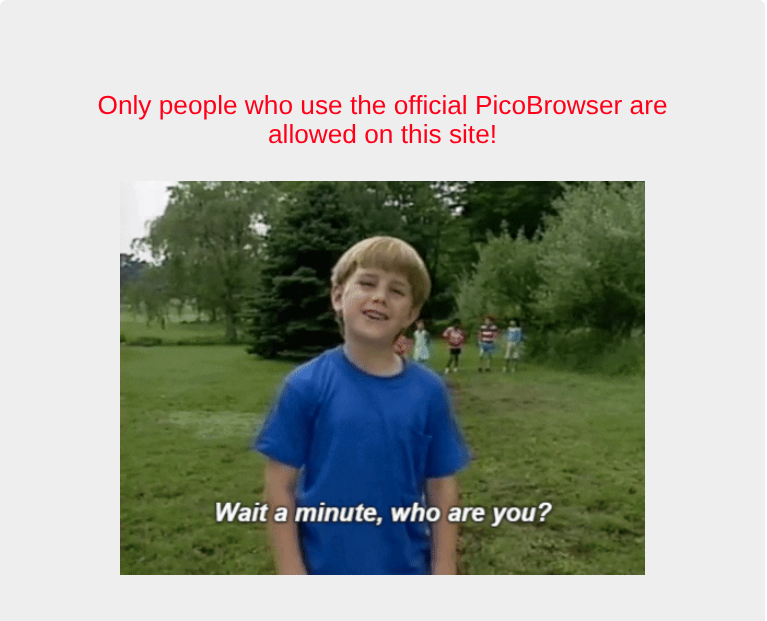 Only people who use the official PicoBrowser are
allowed on this site!
Wait a minute, who are you?